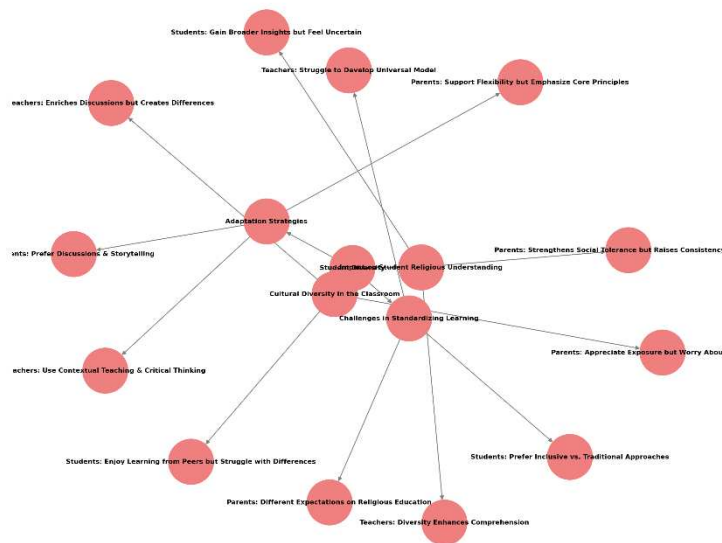 Students: Gain Broader Insights but Feel Uncertain
Teachers: Struggle to Develop Universal Model
Parents: Support Flexibility but Emphasize Core Principles
eachers: Enriches Discussions but Creates Differences
Adaptation Strategies
nts: Prefer Discussions & Storytelling
Parents: Strengthens Social Tolerance but Raises Consistency
Student Religious Understanding
Cultural Diversity in the Classroom
Challenges in Standardizing Learning
Parents: Appreciate Exposure but Worry Abou
eachers: Use Contextual Teaching & Critical Thinking
Students: Prefer Inclusive vs. Traditional Approaches
Students: Enjoy Learning from Peers but Struggle with Differences
Parents: Different Expectations on Religious Education
Teachers: Diversity Enhances Comprehension